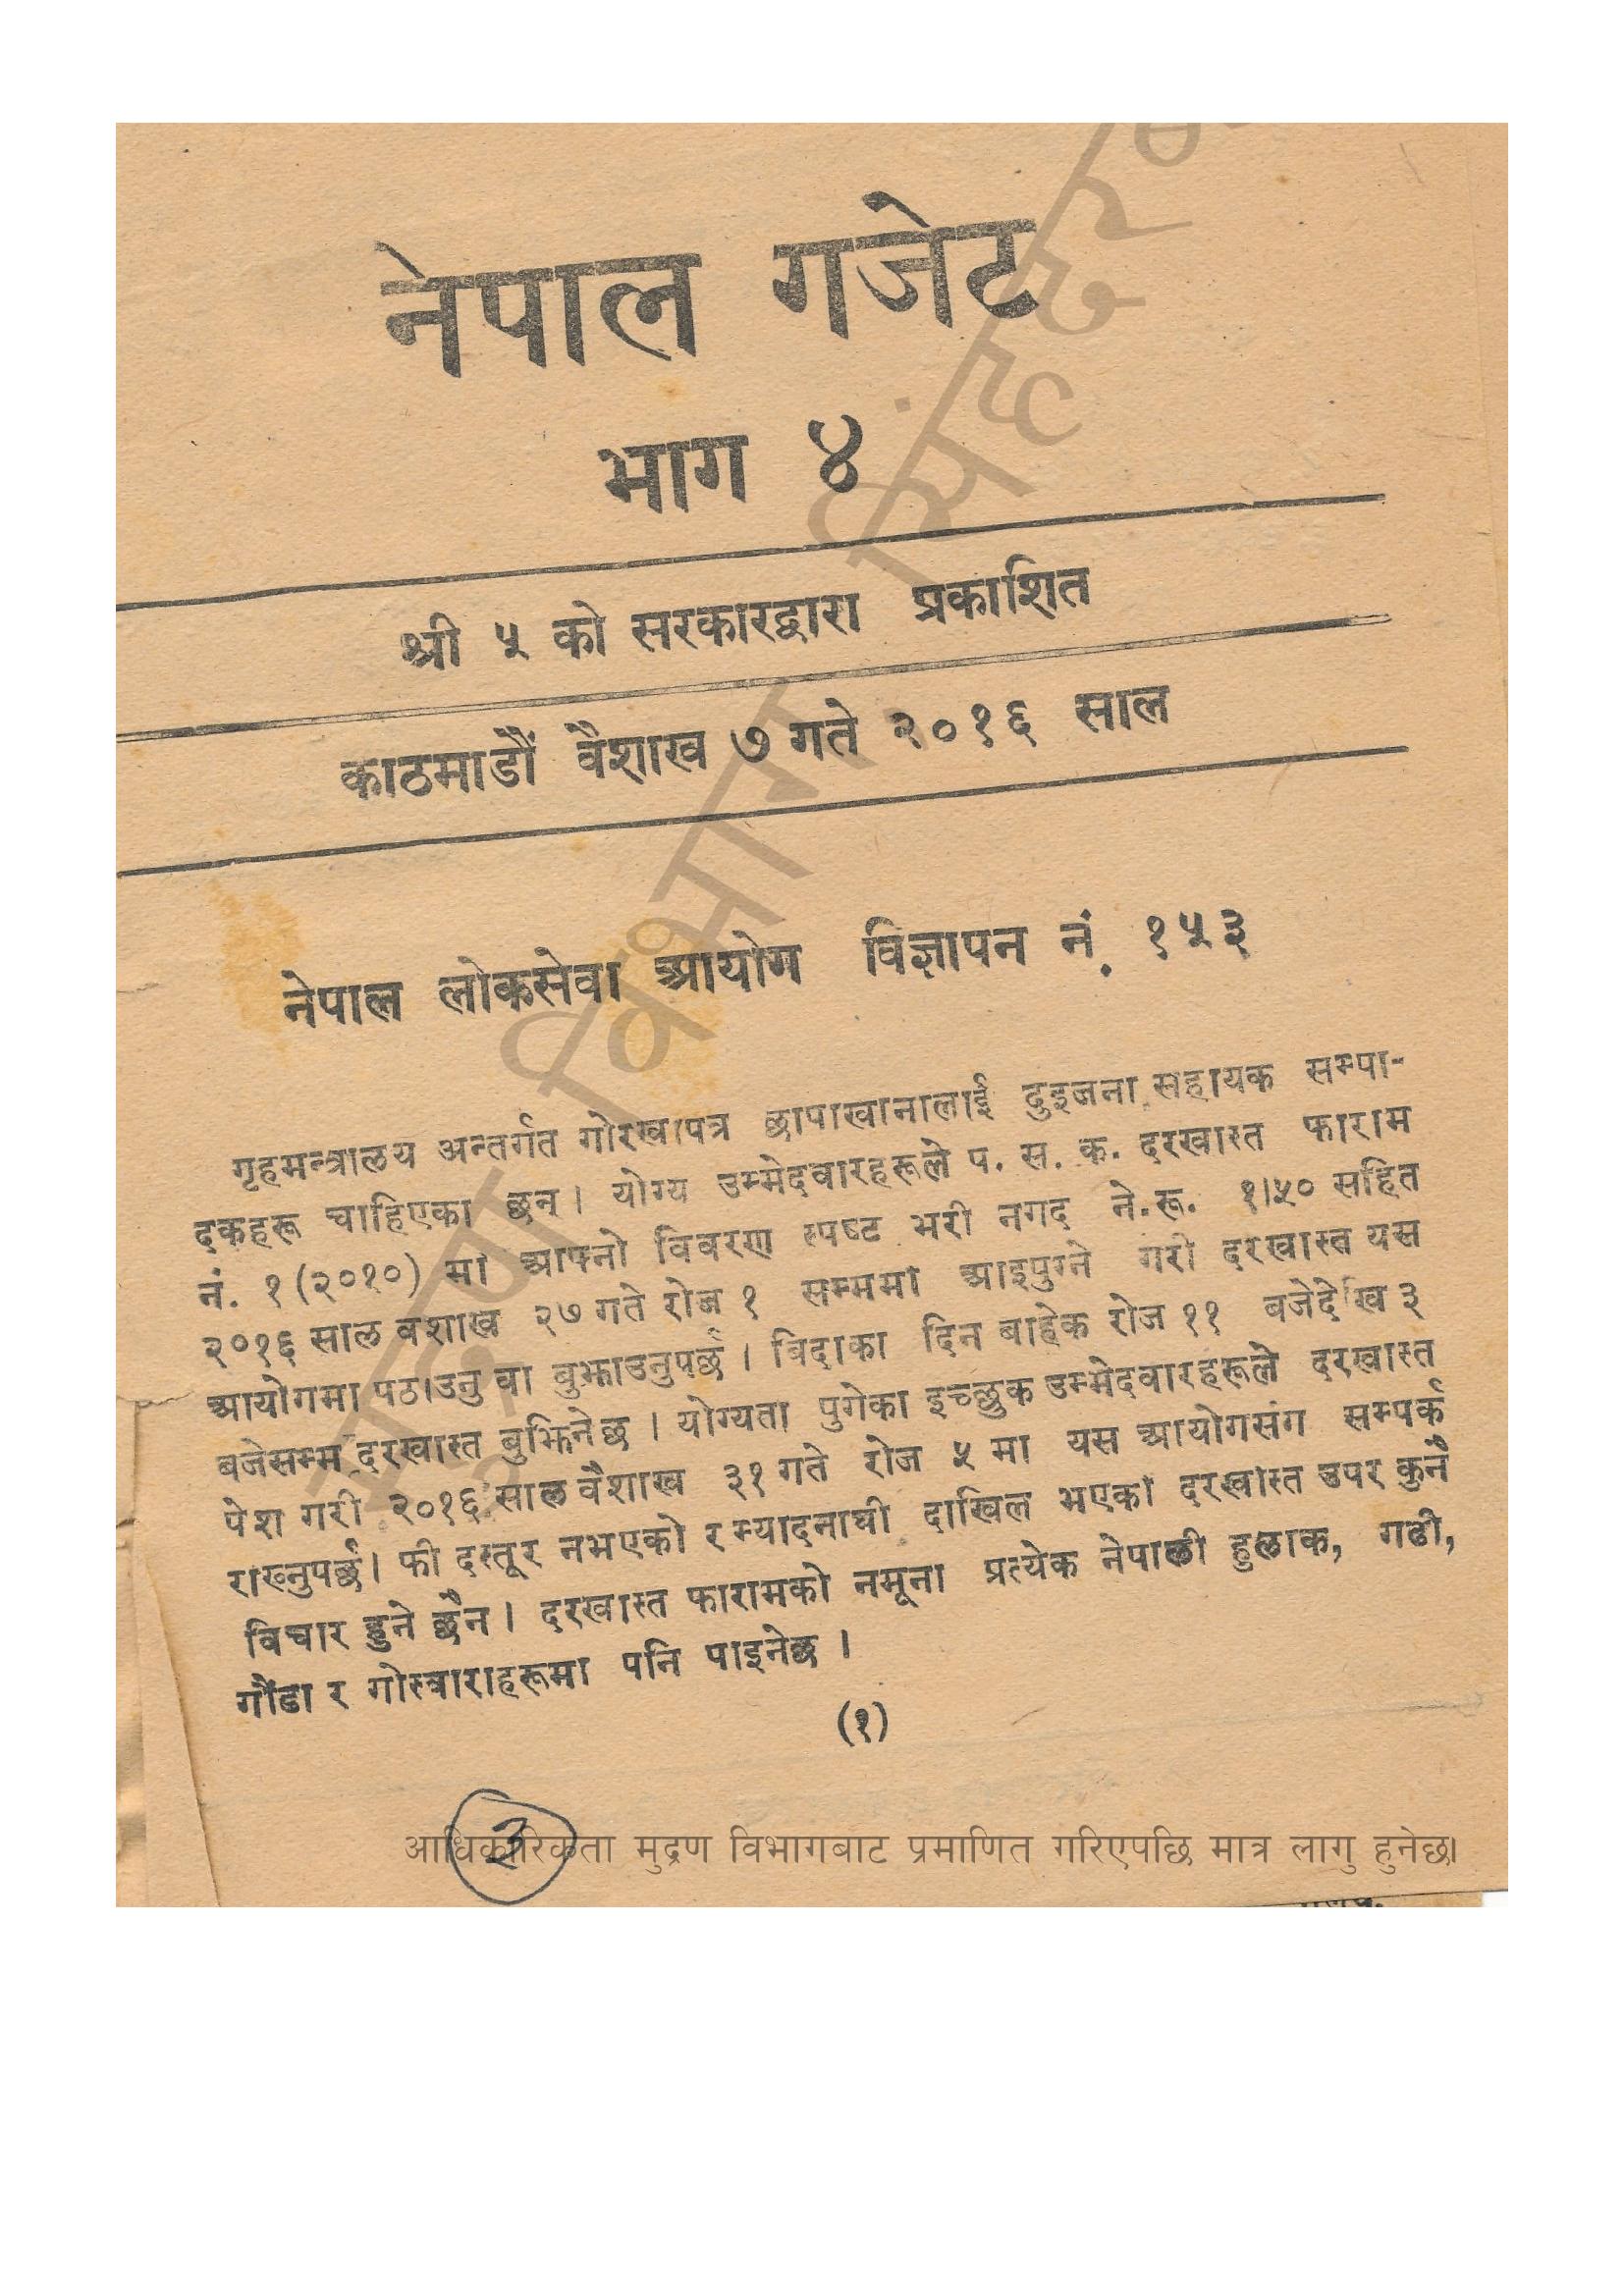 नेपाल गजेट
भाग ४
श्री ५ को सरकारद्वारा प्रकाशित
काठमाडौं वैशाख ७ गते २०१६ साल
नेपाल लोकसेवा आयोग विज्ञापन नं. १५३
गृहमन्त्रालय अन्तर्गत गोरखापत्र छापाखानालाई दुइजना सहायक सम्पा-
दकहरू चाहिएका छन् । योग्य उम्मेदवारहरूले प. स. क. दरखास्त फाराम
नं. १ (२०१०) मा आफ्नो विवरण स्पष्ट भरी नगद ने.रू. १।५० सहित
२०१६ साल वशाख २७ गते रोज १ सम्ममा आइपुग्ने गरी दरखास्त यस
आयोगमा पठाउनु वा बुझाउनुपर्छ । बिदाका दिन बाहेक रोज ११ बजेदेखि ३
बजेसम्म दरखास्त बुझिनेछ । योग्यता पुगेका इच्छुक उम्मेदवारहरूले दरखास्त
पेश गरी २०१६ साल वैशाख ३१ गते रोज ५ मा यस आयोगसंग सम्पर्क
राख्नुपर्छ । फी दस्तूर नभएको र म्यादनाघी दाखिल भएका दरखास्त उपर कुनै
विचार हुने छैन । दरखास्त फारामको नमूना प्रत्येक नेपाली हुलाक, गढी,
गौंडा र गोस्वाराहरूमा पनि पाइनेछ ।
(१)
3
आधिकारिकता मुद्रण विभागबाट प्रमाणित गरिएपछि मात्र लागु हुनेछ।
मुद्रण विभाग, सिंहदर